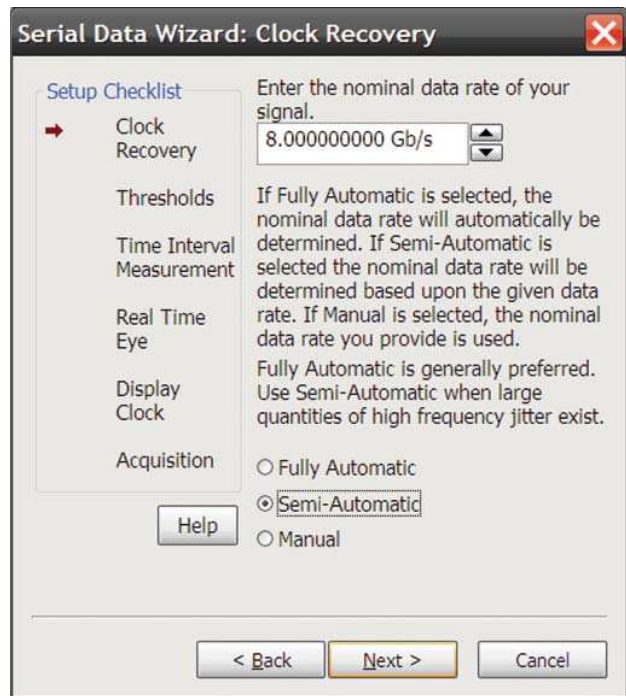 Serial Data Wizard: Clock Recovery
Setup Checklist
Clock
Recovery
Thresholds
Time Interval
Measurement
Real Time
Eye
Display
Clock
Acquisition
Help
Enter the nominal data rate of your
signal.
8.000000000 Gb/s
If Fully Automatic is selected, the
nominal data rate will automatically be
determined. If Semi-Automatic is
selected the nominal data rate will be
determined based upon the given data
rate. If Manual is selected, the nominal
data rate you provide is used.
Fully Automatic is generally preferred.
Use Semi-Automatic when large
quantities of high frequency jitter exist.
Fully Automatic
Semi-Automatic
Manual
< Back
Next >
Cancel